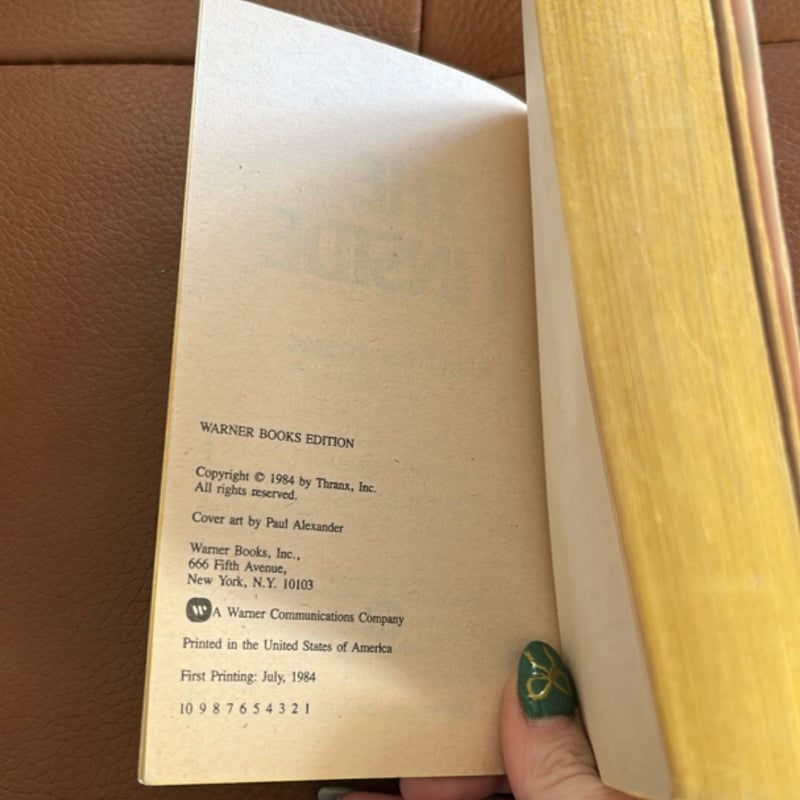 WARNER BOOKS EDITION
Copyright © 1984 by Thranx, Inc.
All rights reserved.
Cover art by Paul Alexander
Warner Books, Inc.,
666 Fifth Avenue,
New York, N.Y. 10103
W A Warner Communications Company
Printed in the United States of America
First Printing: July, 1984
10 9 8 7 6 5 4 3 2 1